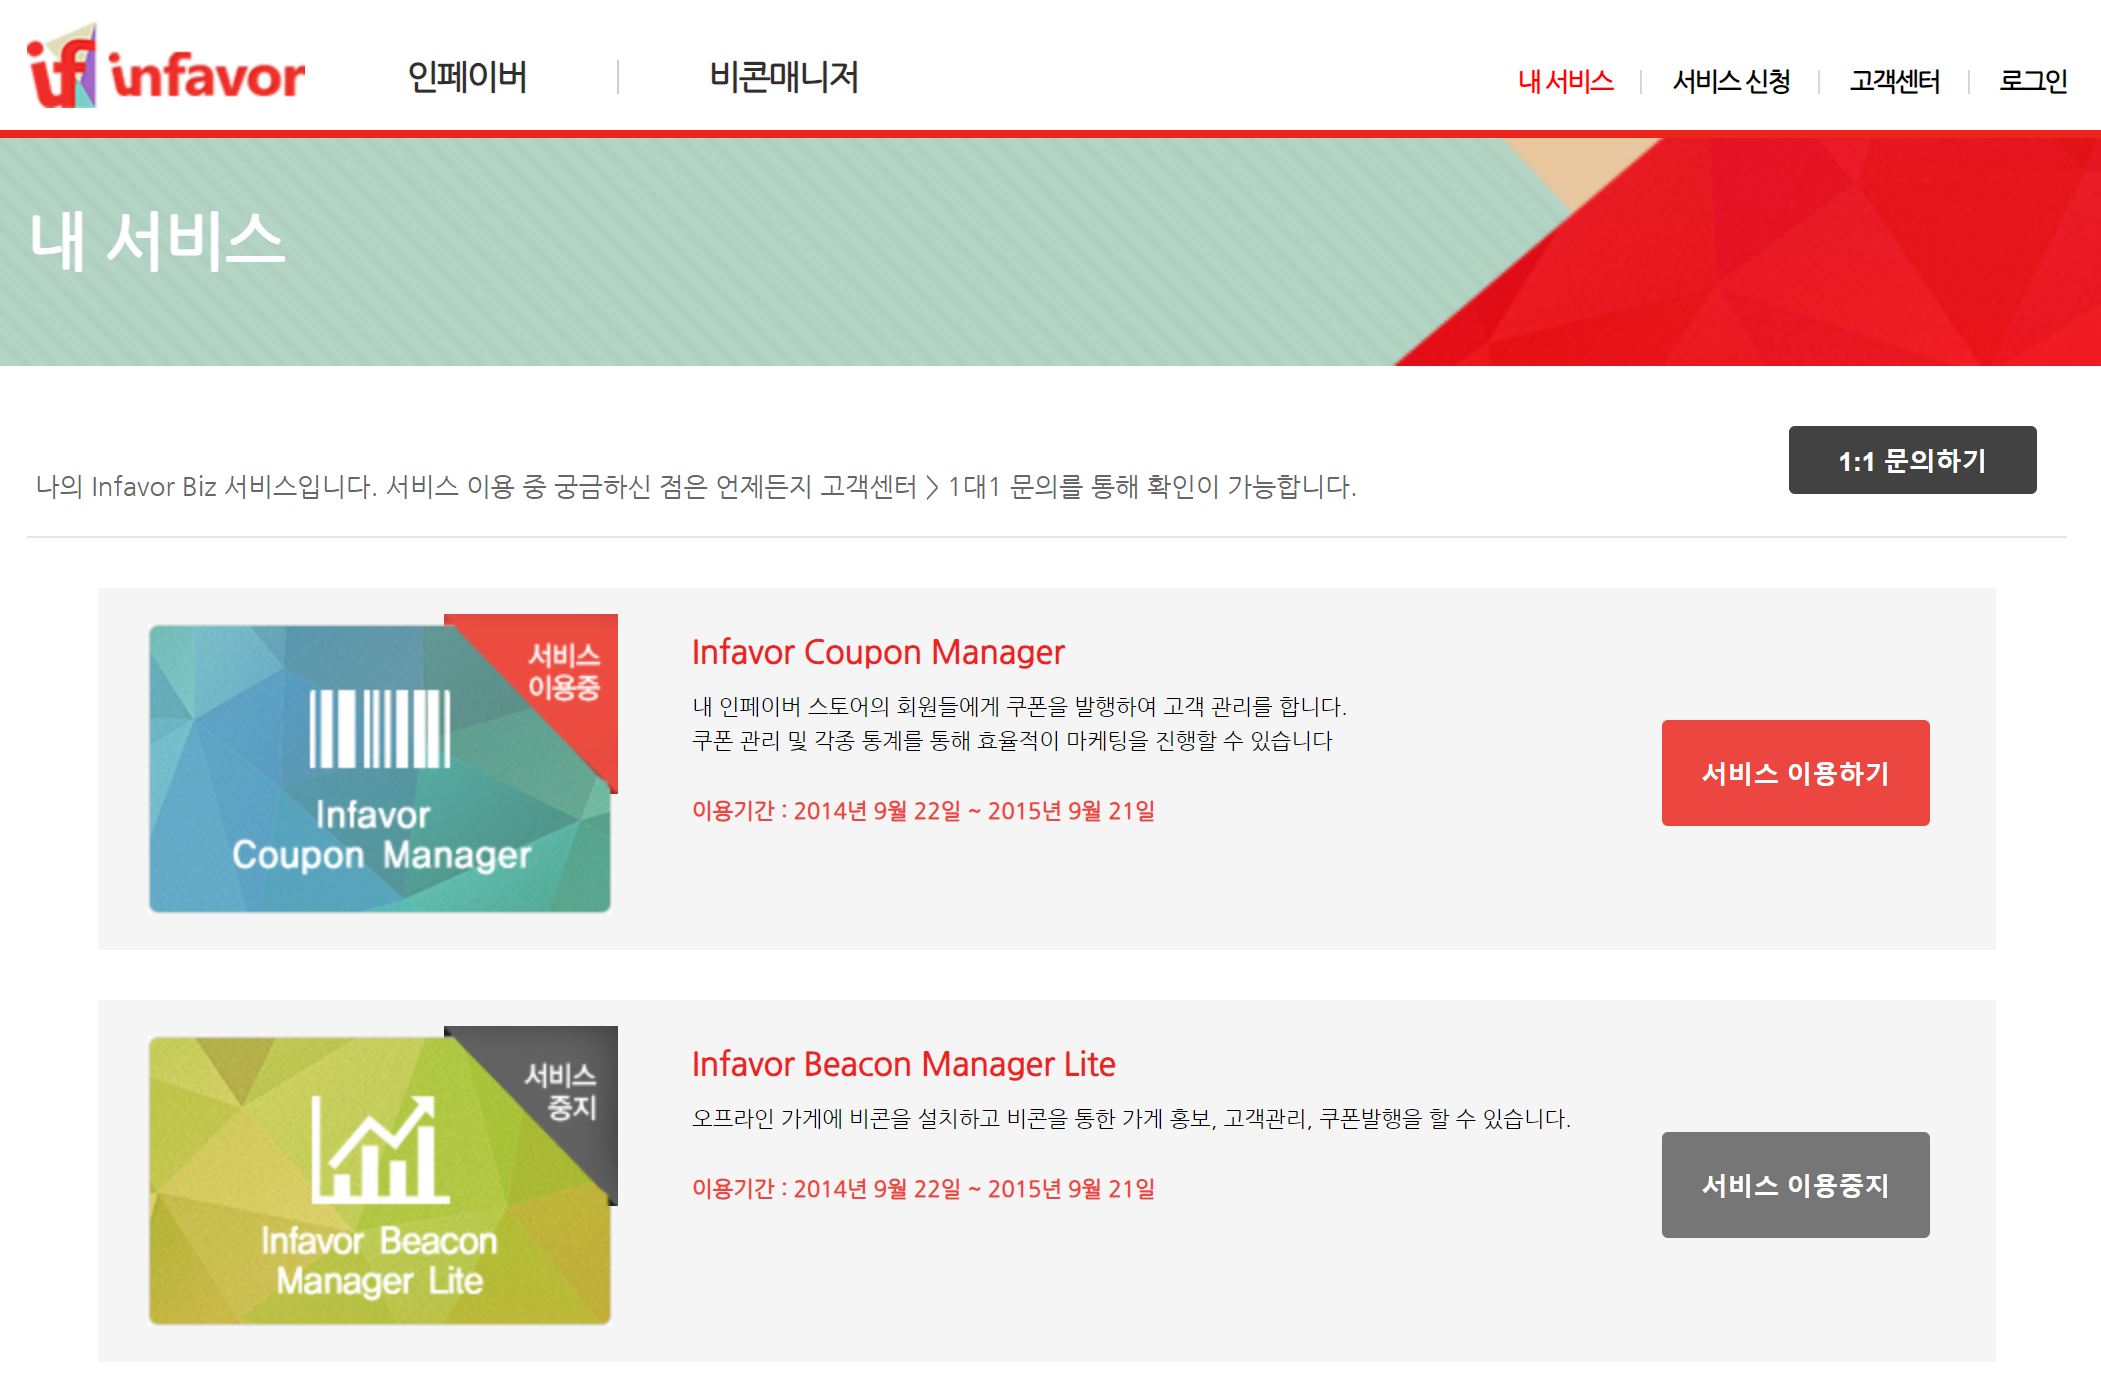 if infavor
인페이버
비콘매니저
내 서비스
서비스 신청
고객센터
로그인
내 서비스
1:1 문의하기
나의 Infavor Biz 서비스입니다. 서비스 이용 중 궁금하신 점은 언제든지 고객센터 > 1대1 문의를 통해 확인이 가능합니다.
서비스
이용중
Infavor
Coupon Manager
Infavor Coupon Manager
내 인페이버 스토어의 회원들에게 쿠폰을 발행하여 고객 관리를 합니다.
쿠폰 관리 및 각종 통계를 통해 효율적이 마케팅을 진행할 수 있습니다
이용기간 : 2014년 9월 22일 ~ 2015년 9월 21일
서비스 이용하기
서비스
중지
Infavor Beacon
Manager Lite
Infavor Beacon Manager Lite
오프라인 가게에 비콘을 설치하고 비콘을 통한 가게 홍보, 고객관리, 쿠폰발행을 할 수 있습니다.
이용기간 : 2014년 9월 22일 ~ 2015년 9월 21일
서비스 이용중지